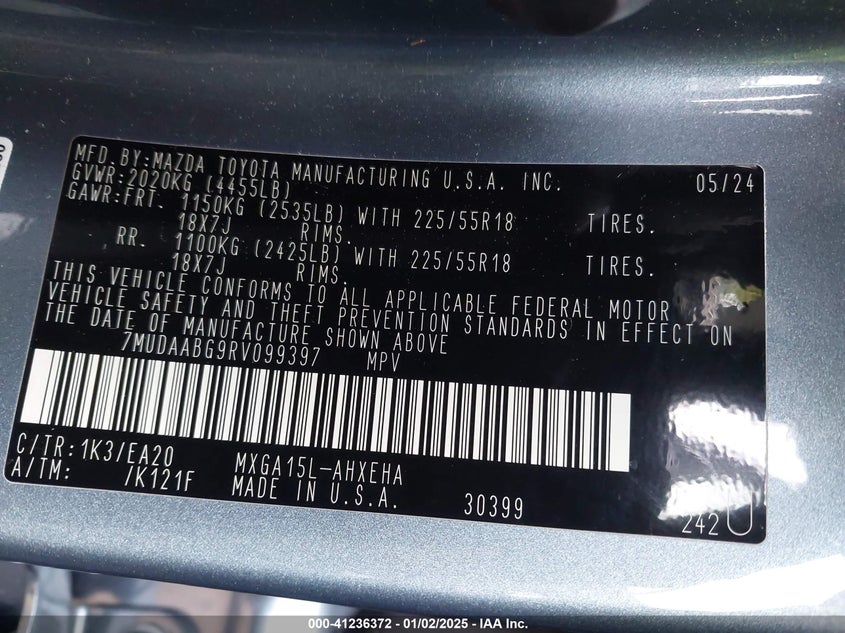 MFD. BY:MAZDA TOYOTA MANUFACTURING U.S.A. INC. 05/24
GVWR:2020KG (4455LB)
GAWR:FRT. 1150KG (2535LB) WITH 225/55R18 TIRES.
18X7J RIMS.
RR. 1100KG (2425LB) WITH 225/55R18 TIRES.
18X7J RIMS.
THIS VEHICLE CONFORMS TO ALL APPLICABLE FEDERAL MOTOR
VEHICLE SAFETY AND THEFT PREVENTION STANDARDS IN EFFECT ON
THE DATE OF MANUFACTURE SHOWN ABOVE
7MUDAABG9RV099397 MPV
C/TR:1K3/EA20 MXGA15L-AHXEHA
A/TM: /K121F MADE IN U.S.A. 30399
242 U
000-41236372 - 01/02/2025 - IAA Inc.